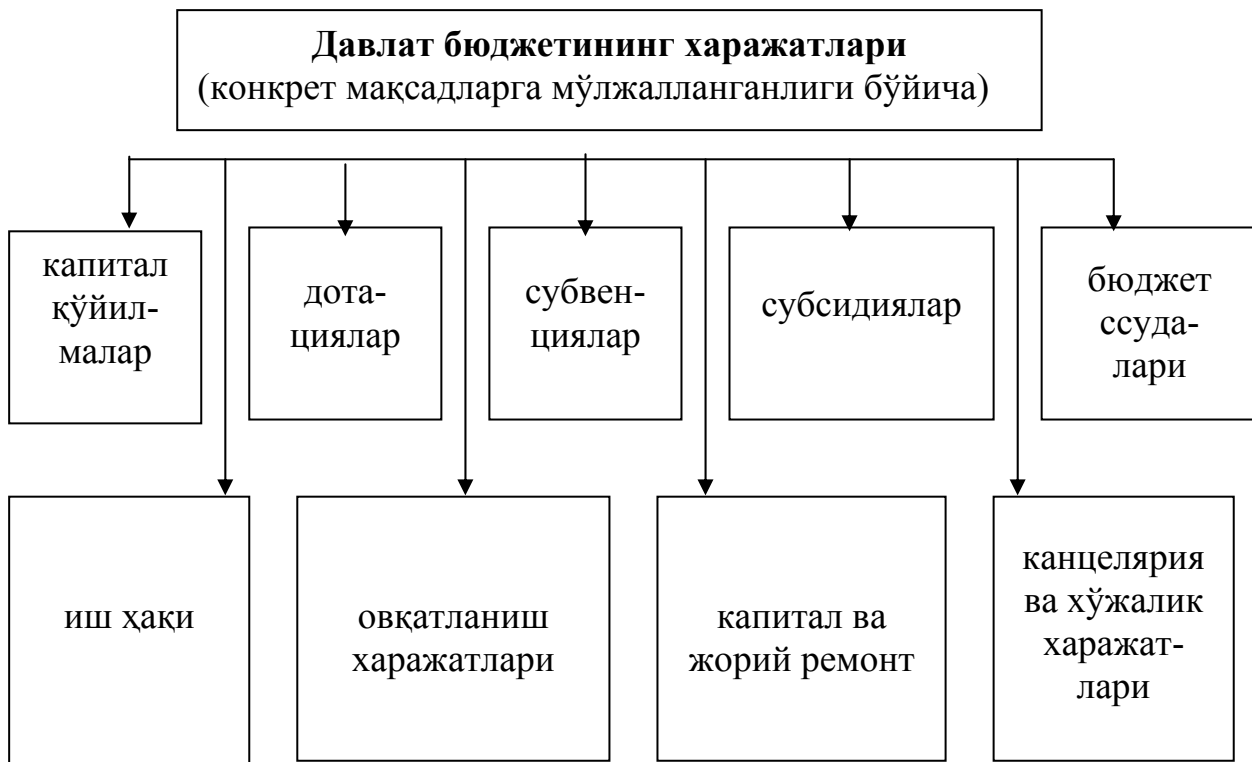 Давлат бюджетининг харажатлари
(конкрет мақсадларга мўлжалланганлиги бўйича)
капитал
қўйил-
малар
дота-
циялар
субвен-
циялар
субсидиялар
бюджет
ссуда-
лари
иш ҳақи
овқатланиш
харажатлари
капитал ва
жорий ремонт
канцелярия
ва хўжалик
харажат-
лари